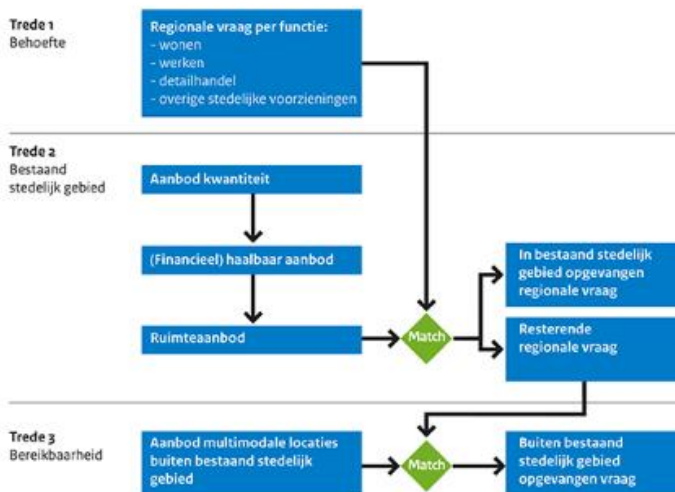 Trede 1
Behoefte
Regionale vraag per functie:
- wonen
- werken
- detailhandel
- overige stedelijke voorzieningen
Trede 2
Bestaand
stedelijk gebied
Aanbod kwantiteit
(Financieel) haalbaar aanbod
Ruimteaanbod
Match
In bestaand stedelijk
gebied opgevangen
regionale vraag
Resterende
regionale vraag
Trede 3
Bereikbaarheid
Aanbod multimodale locaties
buiten bestaand stedelijk
gebied
Match
Buiten bestaand
stedelijk gebied
opgevangen vraag